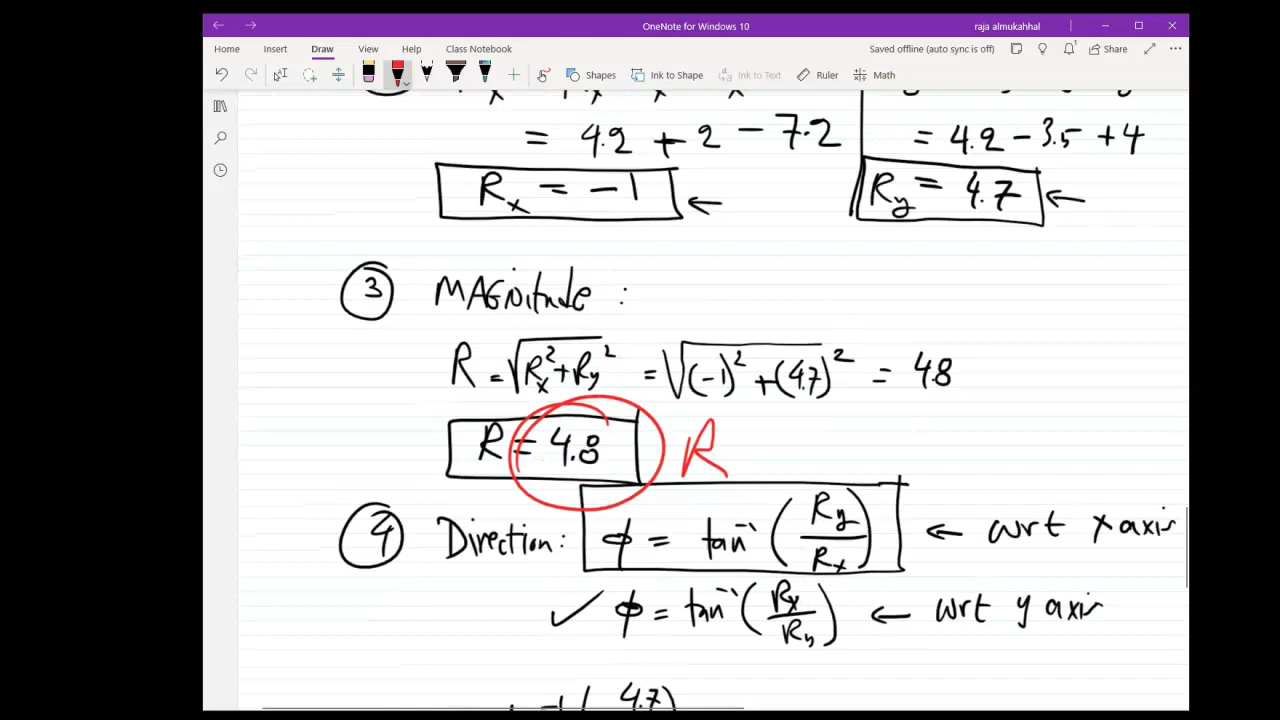 OneNote for Windows 10
raja almukahhal
Home Insert Draw View Help Class Notebook
Saved offline (auto sync is off)
Share
Shapes
Ink to Shape
Ink to Text
Ruler
Math
= 4.2 + 2 - 7.2
= 4.2 - 3.5 + 4
Rx = -1 ←
Ry = 4.7 ←
③ MAGnitude :
R = √Rx² + Ry² = √(-1)² + (4.7)² = 4.8
R = 4.8 R
④ Direction: ϕ = tan⁻¹ (Ry/Rx) ← wrt x axis
✓ ϕ = tan⁻¹ (Rx/Ry) ← wrt y axis
4.7